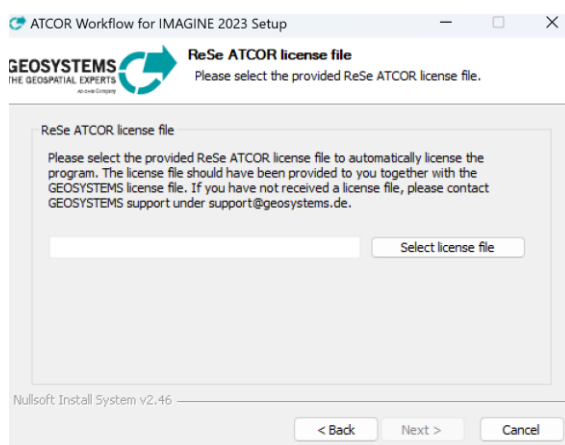 ATCOR Workflow for IMAGINE 2023 Setup
GEOSYSTEMS
THE GEOSPATIAL EXPERTS
ReSe ATCOR license file
Please select the provided ReSe ATCOR license file.
ReSe ATCOR license file
Please select the provided ReSe ATCOR license file to automatically license the
program. The license file should have been provided to you together with the
GEOSYSTEMS license file. If you have not received a license file, please contact
GEOSYSTEMS support under support@geosystems.de.
Select license file
Nullsoft Install System v2.46
< Back Next > Cancel